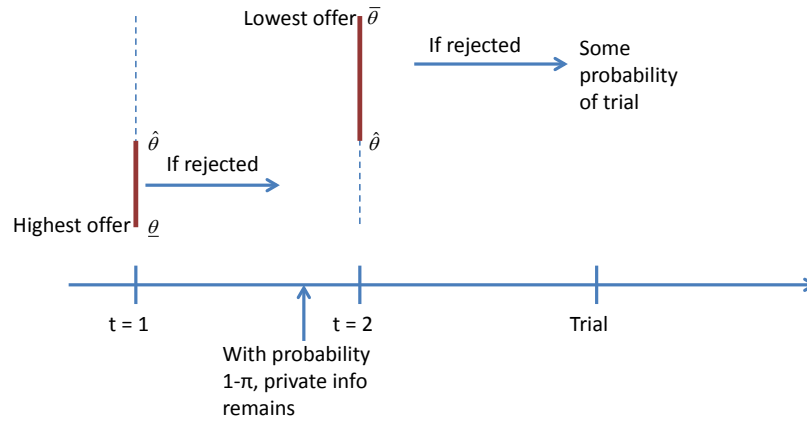 Lowest offer θ̅
If rejected
Some
probability
of trial
θ̂
If rejected
θ̂
Highest offer θ̲
t = 1
t = 2
Trial
With probability
1-π, private info
remains